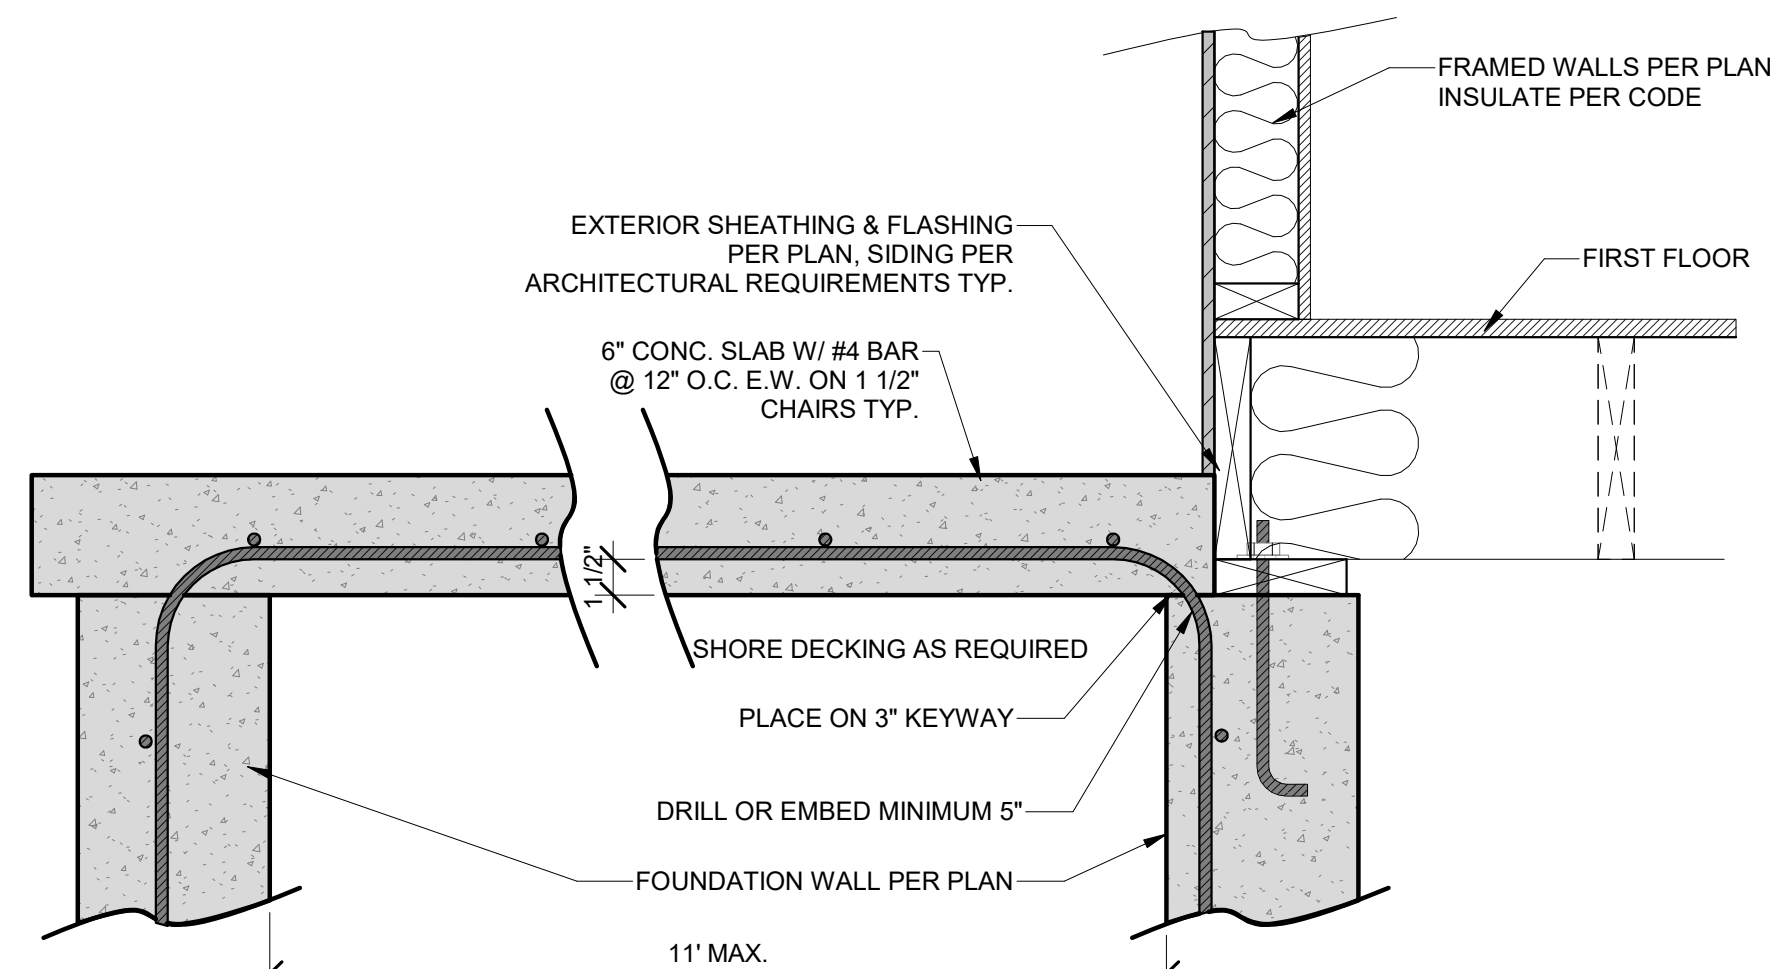 FRAMED WALLS PER PLAN
INSULATE PER CODE
EXTERIOR SHEATHING & FLASHING
PER PLAN, SIDING PER
ARCHITECTURAL REQUIREMENTS TYP.
FIRST FLOOR
6" CONC. SLAB W/ #4 BAR
@ 12" O.C. E.W. ON 1 1/2"
CHAIRS TYP.
1 1/2"
SHORE DECKING AS REQUIRED
PLACE ON 3" KEYWAY
DRILL OR EMBED MINIMUM 5"
FOUNDATION WALL PER PLAN
11' MAX.